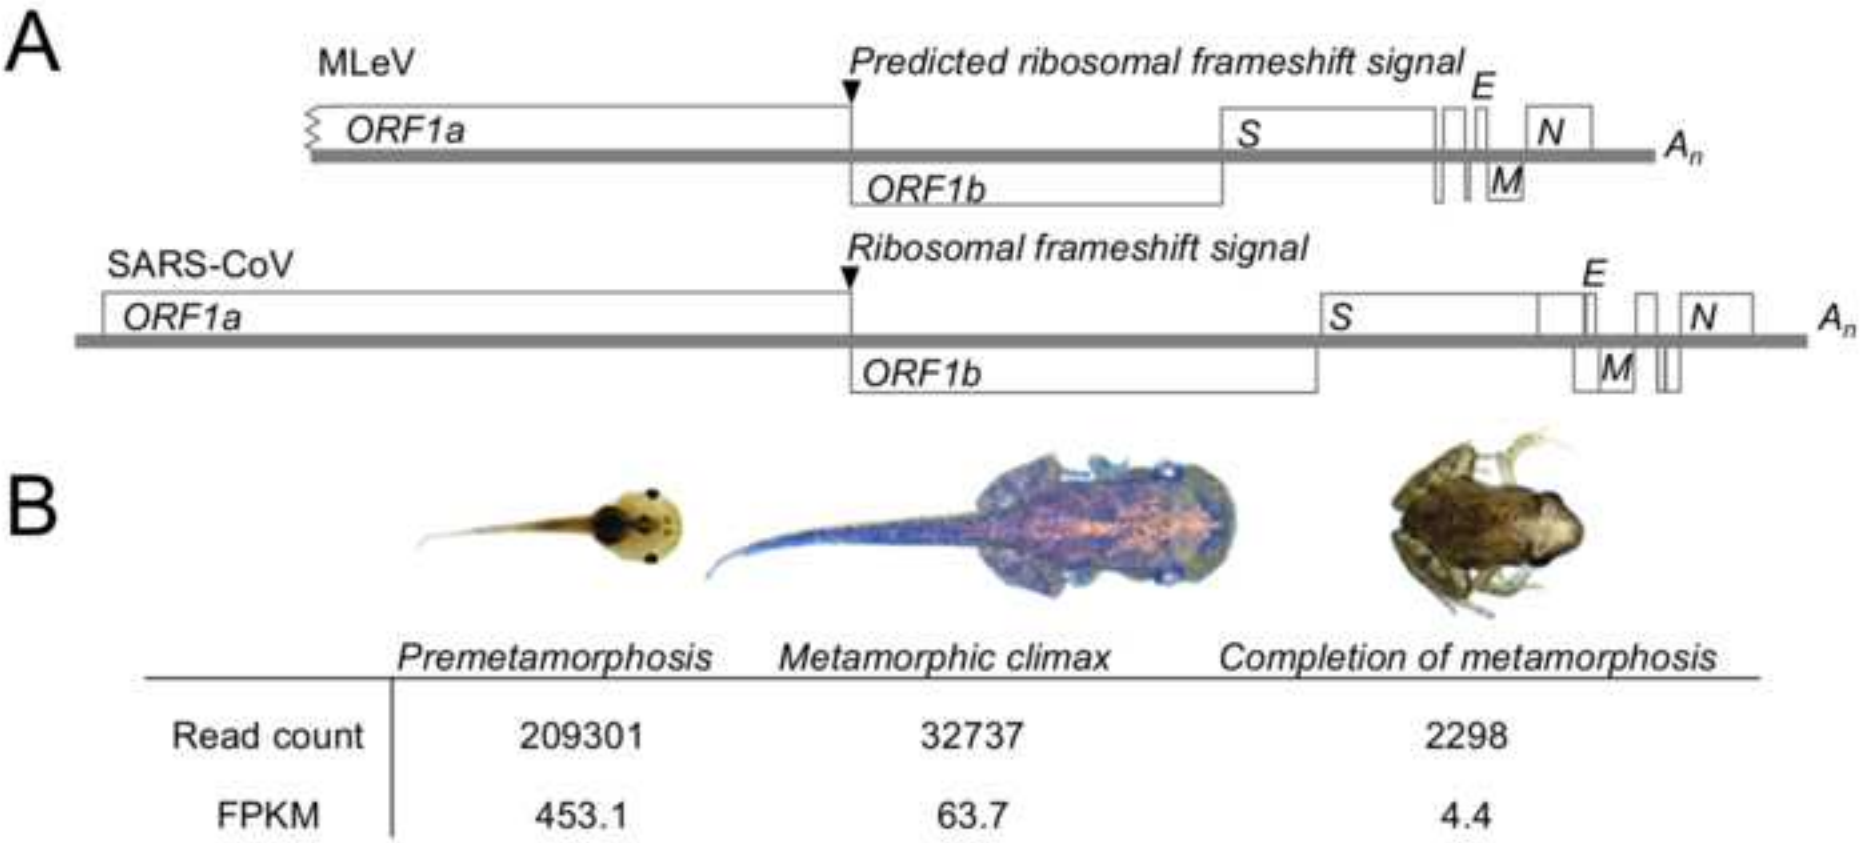 A
MLeV
Predicted ribosomal frameshift signal
E
ORF1a
S
N
An
ORF1b
M
Ribosomal frameshift signal
SARS-CoV
E
ORF1a
S
N
An
ORF1b
M
B
Premetamorphosis Metamorphic climax Completion of metamorphosis
Read count 209301 32737 2298
FPKM 453.1 63.7 4.4